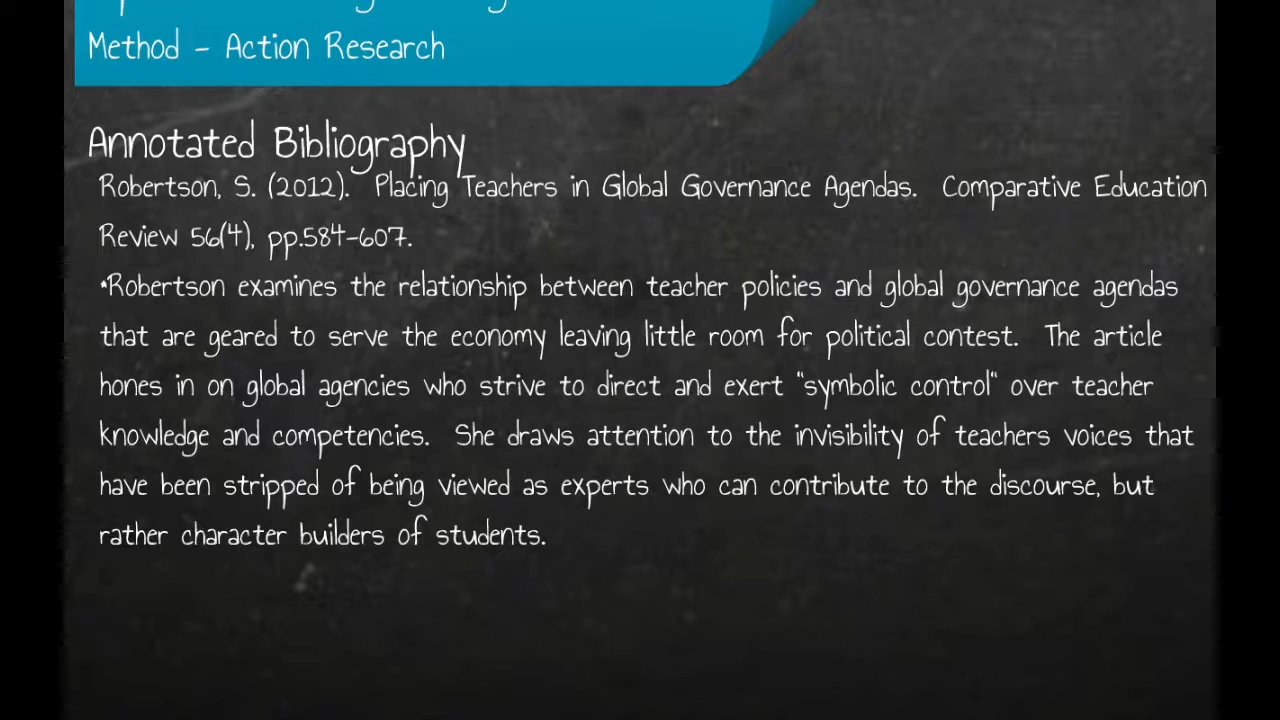 Method - Action Research
Annotated Bibliography
Robertson, S. (2012).  Placing Teachers in Global Governance Agendas.  Comparative Education
Review 56(4), pp.584-607.
*Robertson examines the relationship between teacher policies and global governance agendas
that are geared to serve the economy leaving little room for political contest.  The article
hones in on global agencies who strive to direct and exert "symbolic control" over teacher
knowledge and competencies.  She draws attention to the invisibility of teachers voices that
have been stripped of being viewed as experts who can contribute to the discourse, but
rather character builders of students.